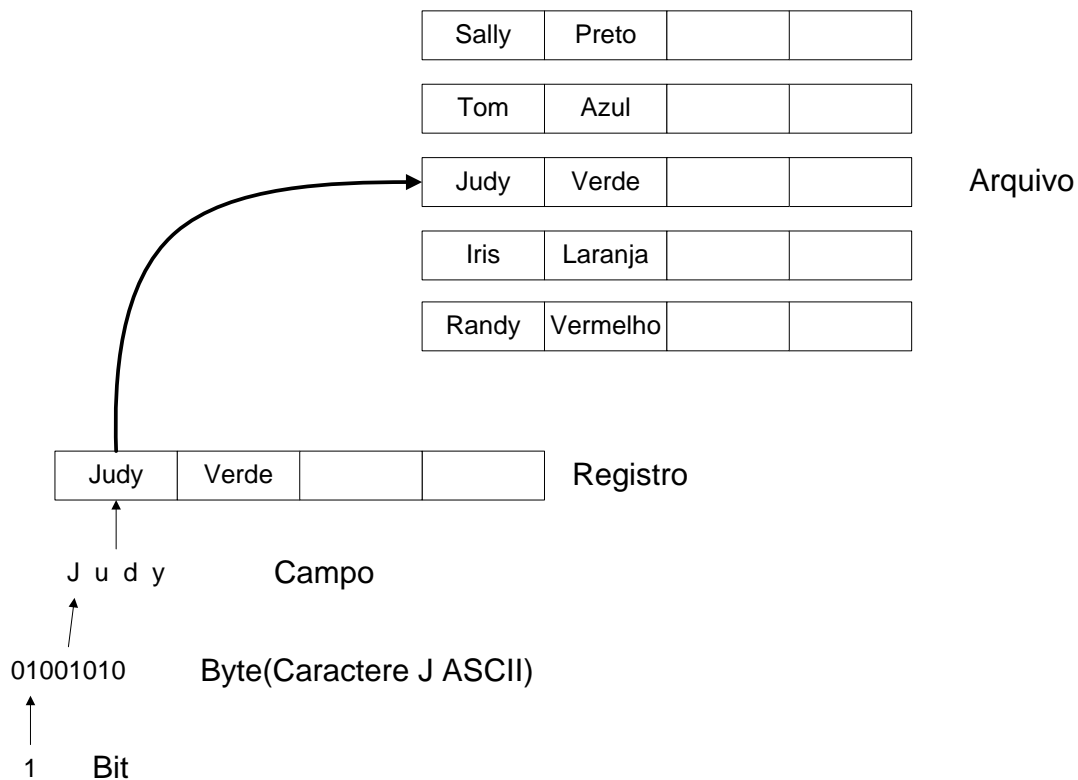 Sally Preto
Tom Azul
Judy Verde Arquivo
Iris Laranja
Randy Vermelho
Judy Verde Registro
J u d y Campo
01001010 Byte(Caractere J ASCII)
1 Bit